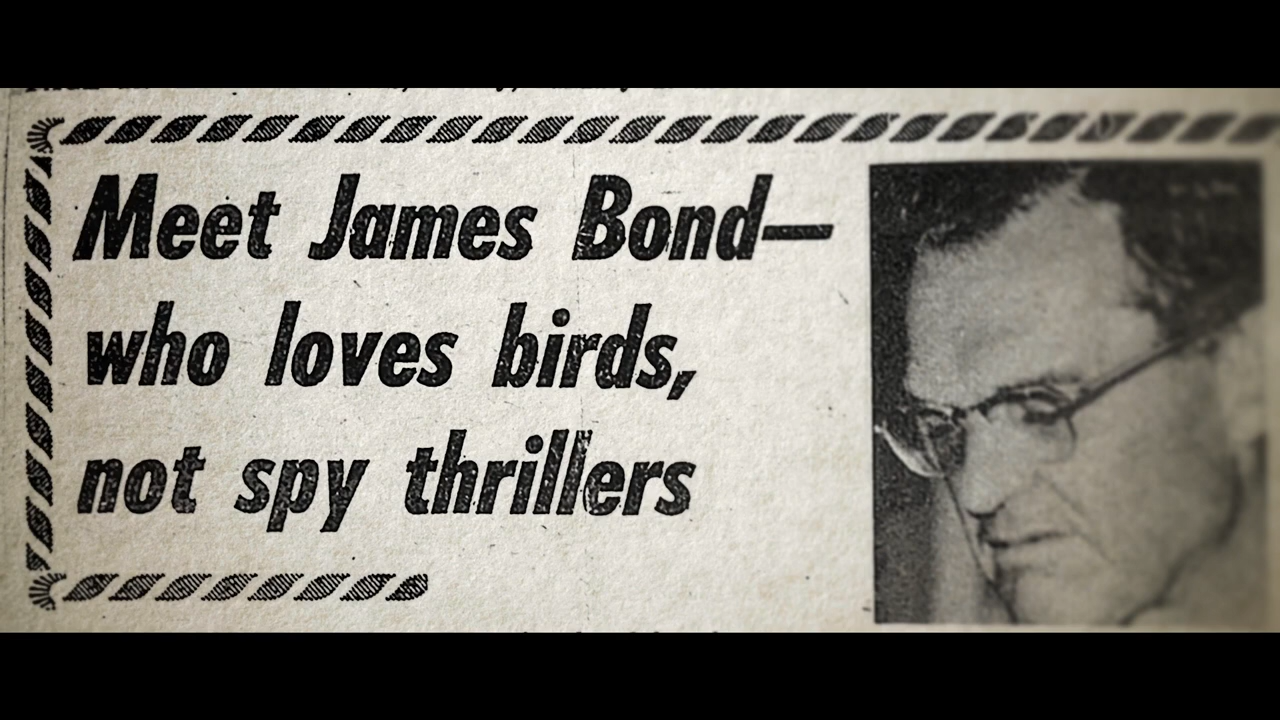 Meet James Bond—
who loves birds,
not spy thrillers